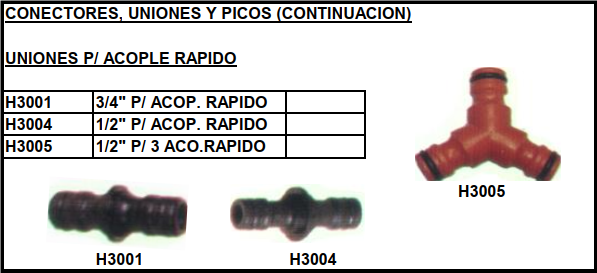 CONECTORES, UNIONES Y PICOS (CONTINUACION)
UNIONES P/ ACOPLE RAPIDO
H3001 3/4" P/ ACOP. RAPIDO
H3004 1/2" P/ ACOP. RAPIDO
H3005 1/2" P/ 3 ACO.RAPIDO
H3005
H3001 H3004